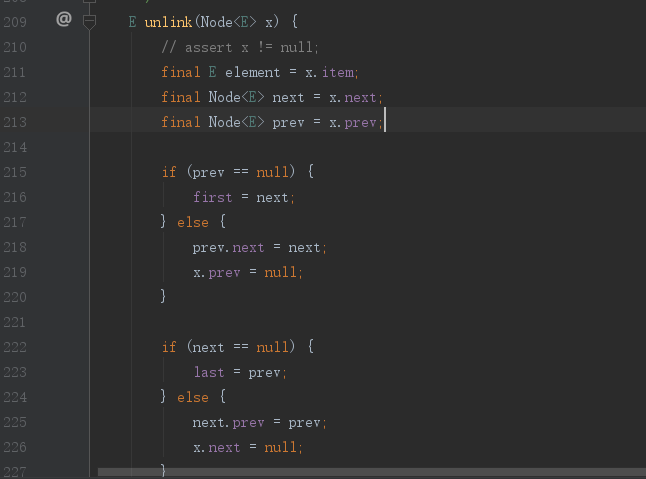 209 @ E unlink(Node<E> x) {
210 // assert x != null;
211 final E element = x.item;
212 final Node<E> next = x.next;
213 final Node<E> prev = x.prev;
214
215 if (prev == null) {
216 first = next;
217 } else {
218 prev.next = next;
219 x.prev = null;
220 }
221
222 if (next == null) {
223 last = prev;
224 } else {
225 next.prev = prev;
226 x.next = null;
227 }